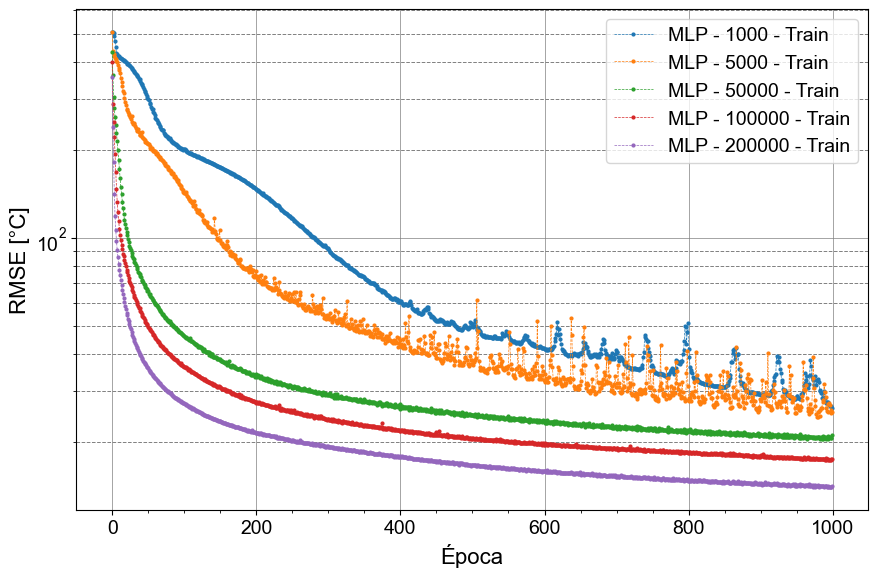 MLP - 1000 - Train
MLP - 5000 - Train
MLP - 50000 - Train
MLP - 100000 - Train
MLP - 200000 - Train
RMSE [°C]
10²
0 200 400 600 800 1000
Época